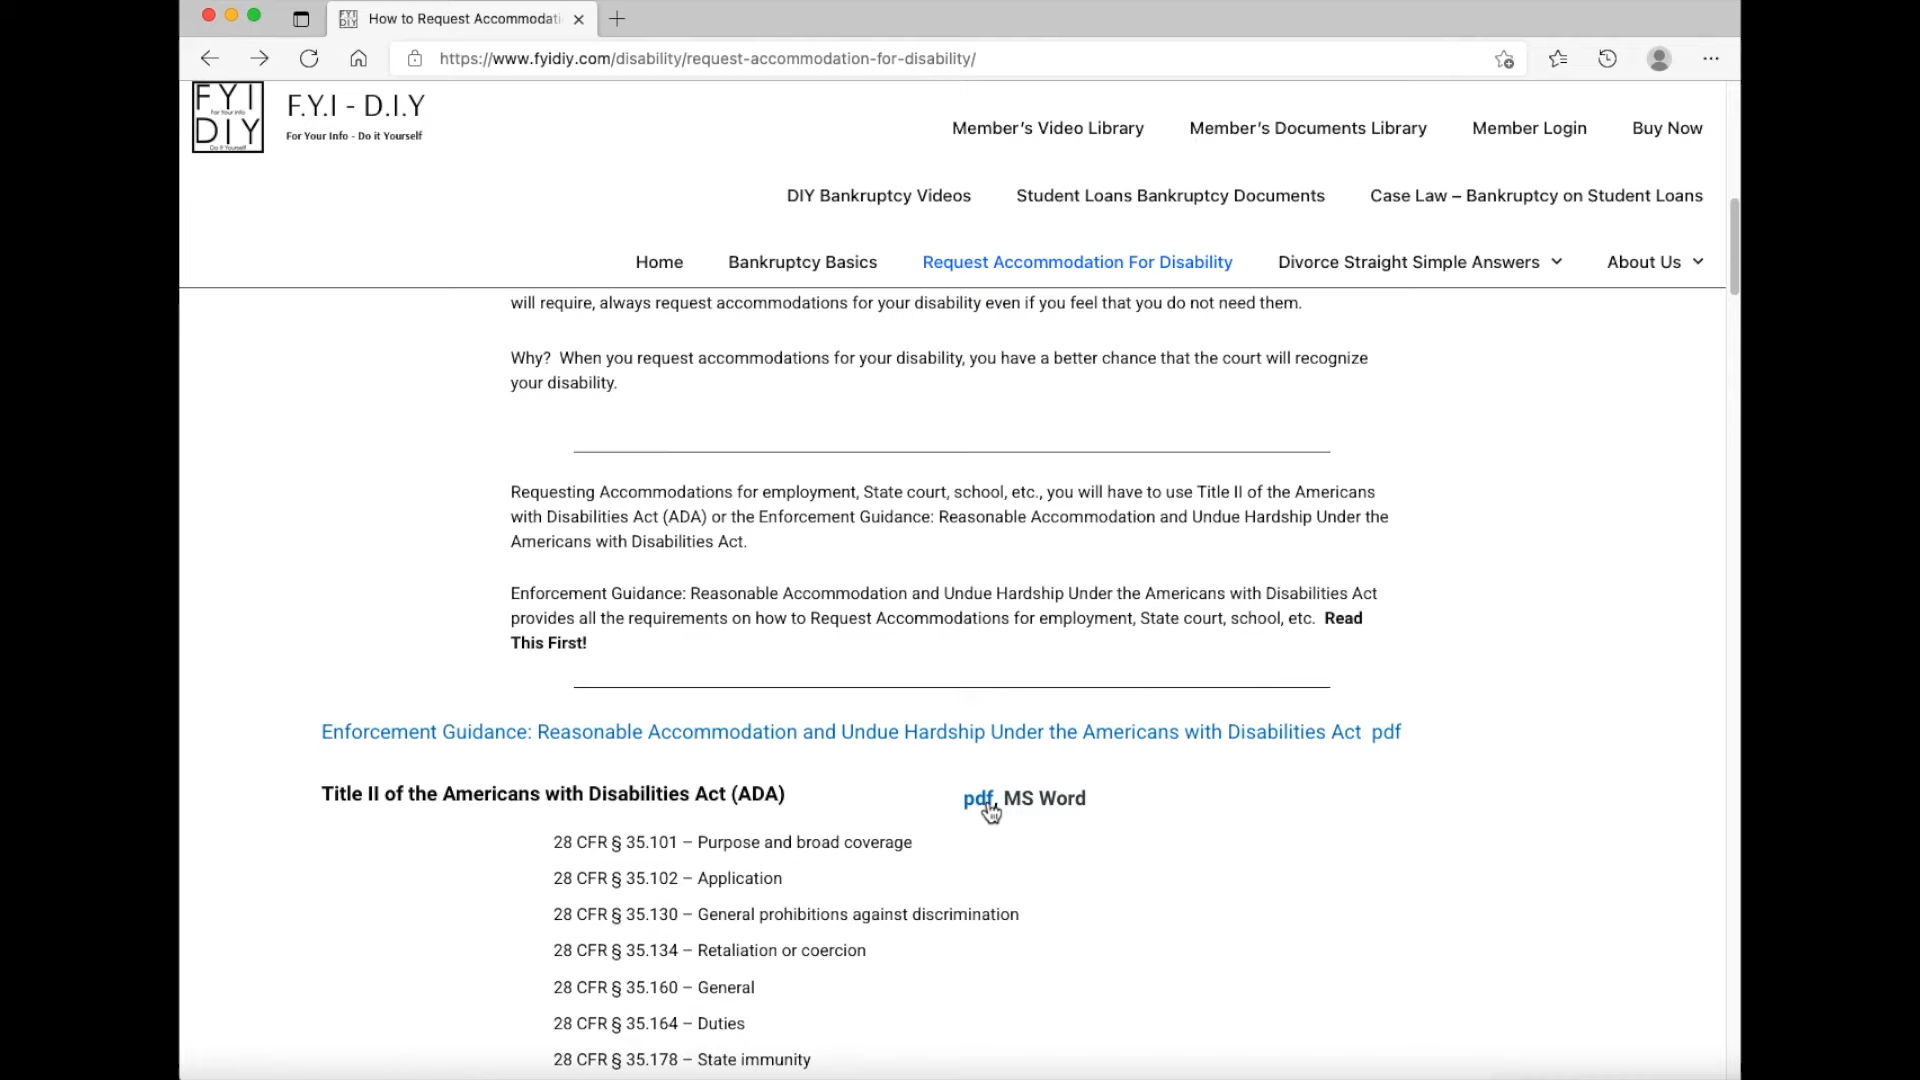 How to Request Accommodati
https://www.fyidiy.com/disability/request-accommodation-for-disability/
FYI
For Your Info
DIY
Do It Yourself
F.Y.I - D.I.Y
For Your Info - Do it Yourself
Member's Video Library Member's Documents Library Member Login Buy Now
DIY Bankruptcy Videos Student Loans Bankruptcy Documents Case Law – Bankruptcy on Student Loans
Home Bankruptcy Basics Request Accommodation For Disability Divorce Straight Simple Answers About Us
will require, always request accommodations for your disability even if you feel that you do not need them.
Why? When you request accommodations for your disability, you have a better chance that the court will recognize
your disability.
Requesting Accommodations for employment, State court, school, etc., you will have to use Title II of the Americans
with Disabilities Act (ADA) or the Enforcement Guidance: Reasonable Accommodation and Undue Hardship Under the
Americans with Disabilities Act.
Enforcement Guidance: Reasonable Accommodation and Undue Hardship Under the Americans with Disabilities Act
provides all the requirements on how to Request Accommodations for employment, State court, school, etc. Read
This First!
Enforcement Guidance: Reasonable Accommodation and Undue Hardship Under the Americans with Disabilities Act pdf
Title II of the Americans with Disabilities Act (ADA) pdf, MS Word
28 CFR § 35.101 – Purpose and broad coverage
28 CFR § 35.102 – Application
28 CFR § 35.130 – General prohibitions against discrimination
28 CFR § 35.134 – Retaliation or coercion
28 CFR § 35.160 – General
28 CFR § 35.164 – Duties
28 CFR § 35.178 – State immunity